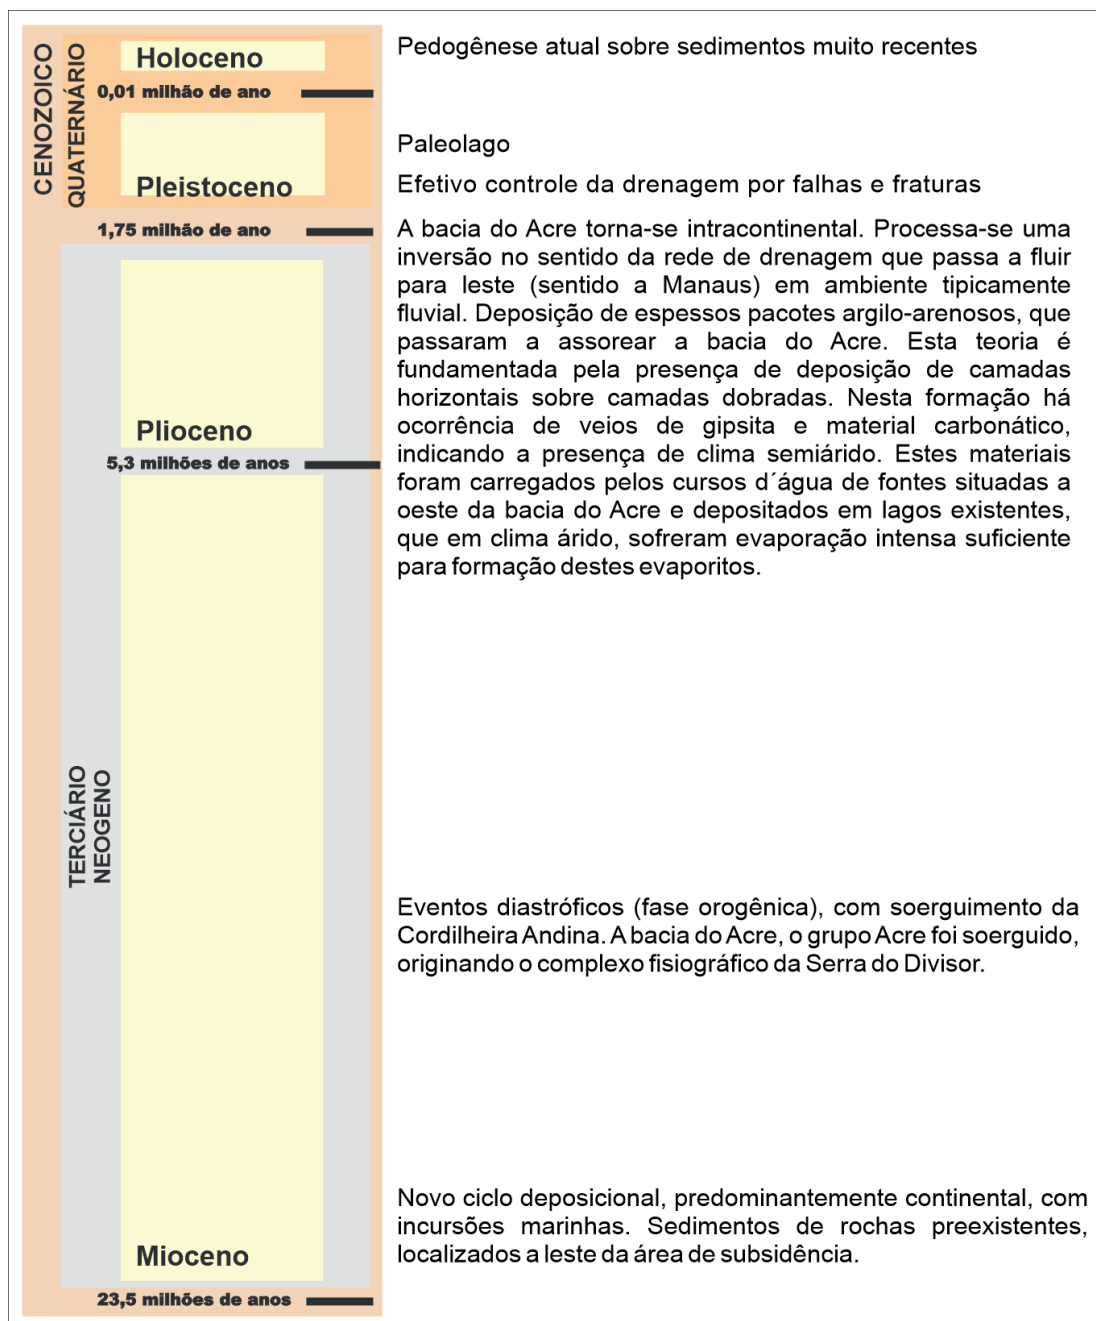 CENOZOICO
QUATERNÁRIO
Holoceno
Pedogênese atual sobre sedimentos muito recentes
0,01 milhão de ano
Paleolago
Pleistoceno
Efetivo controle da drenagem por falhas e fraturas
1,75 milhão de ano
A bacia do Acre torna-se intracontinental. Processa-se uma
inversão no sentido da rede de drenagem que passa a fluir
para leste (sentido a Manaus) em ambiente tipicamente
fluvial. Deposição de espessos pacotes argilo-arenosos, que
passaram a assorear a bacia do Acre. Esta teoria é
fundamentada pela presença de deposição de camadas
horizontais sobre camadas dobradas. Nesta formação há
ocorrência de veios de gipsita e material carbonático,
indicando a presença de clima semiárido. Estes materiais
foram carregados pelos cursos d´água de fontes situadas a
oeste da bacia do Acre e depositados em lagos existentes,
que em clima árido, sofreram evaporação intensa suficiente
para formação destes evaporitos.
Plioceno
5,3 milhões de anos
TERCIÁRIO
NEOGENO
Eventos diastróficos (fase orogênica), com soerguimento da
Cordilheira Andina. A bacia do Acre, o grupo Acre foi soerguido,
originando o complexo fisiográfico da Serra do Divisor.
Novo ciclo deposicional, predominantemente continental, com
incursões marinhas. Sedimentos de rochas preexistentes,
localizados a leste da área de subsidência.
Mioceno
23,5 milhões de anos